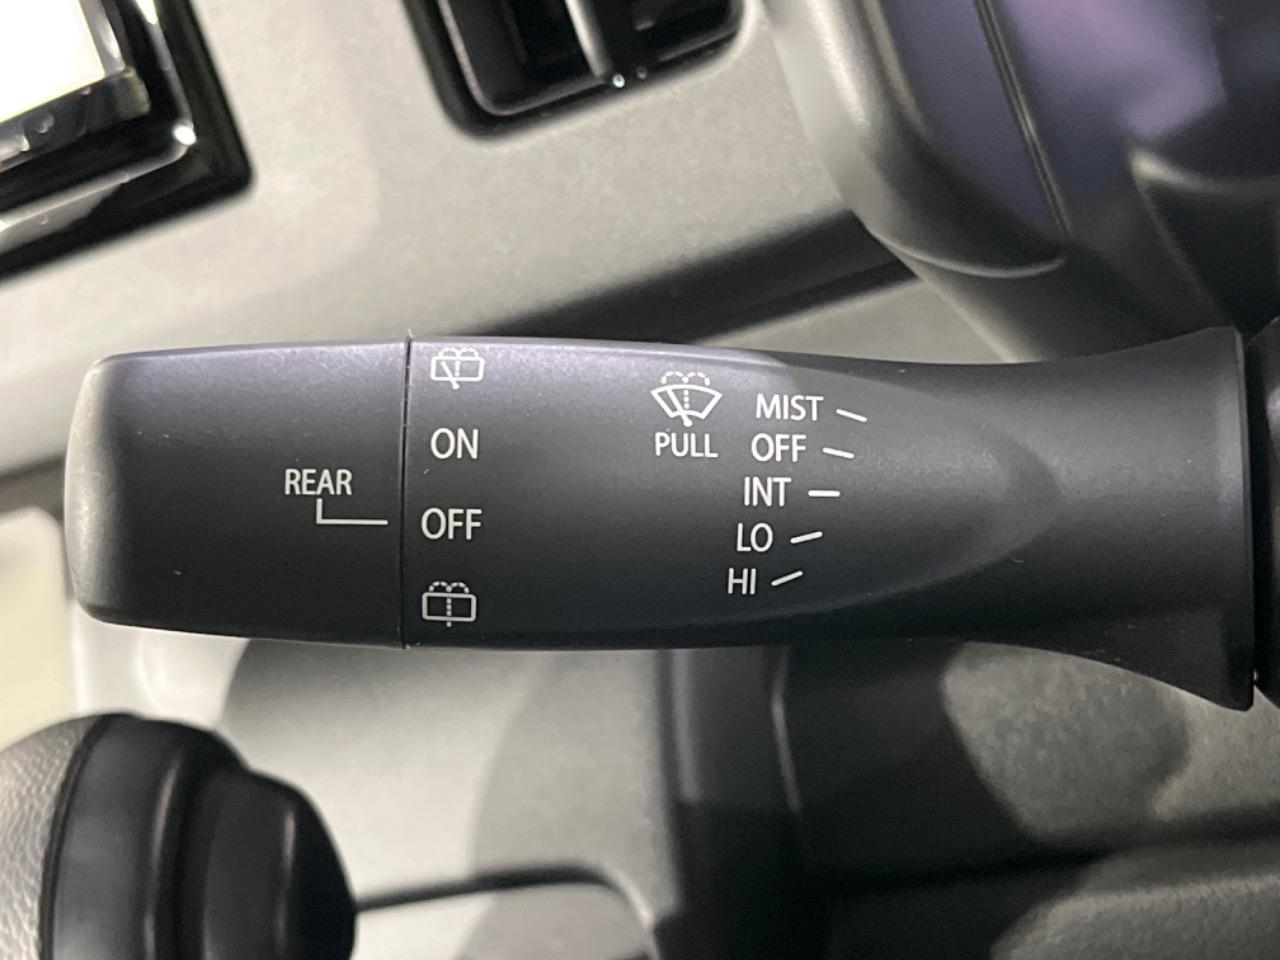 REAR
ON
OFF
PULL
MIST
OFF
INT
LO
HI